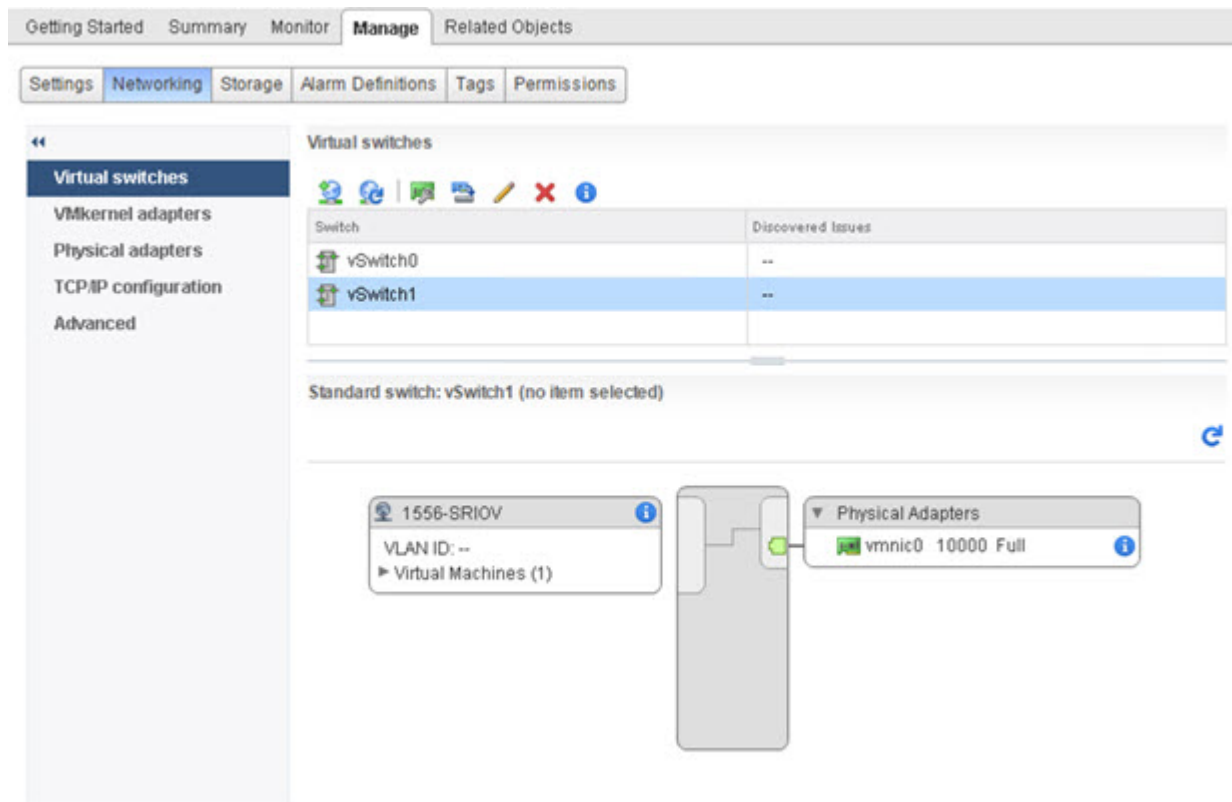 Getting Started Summary Monitor Manage Related Objects
Settings Networking Storage Alarm Definitions Tags Permissions
Virtual switches
VMkernel adapters
Physical adapters
TCP/IP configuration
Advanced
Virtual switches
Switch Discovered Issues
vSwitch0 --
vSwitch1 --
Standard switch: vSwitch1 (no item selected)
1556-SRIOV
VLAN ID: --
Virtual Machines (1)
Physical Adapters
vmnic0 10000 Full